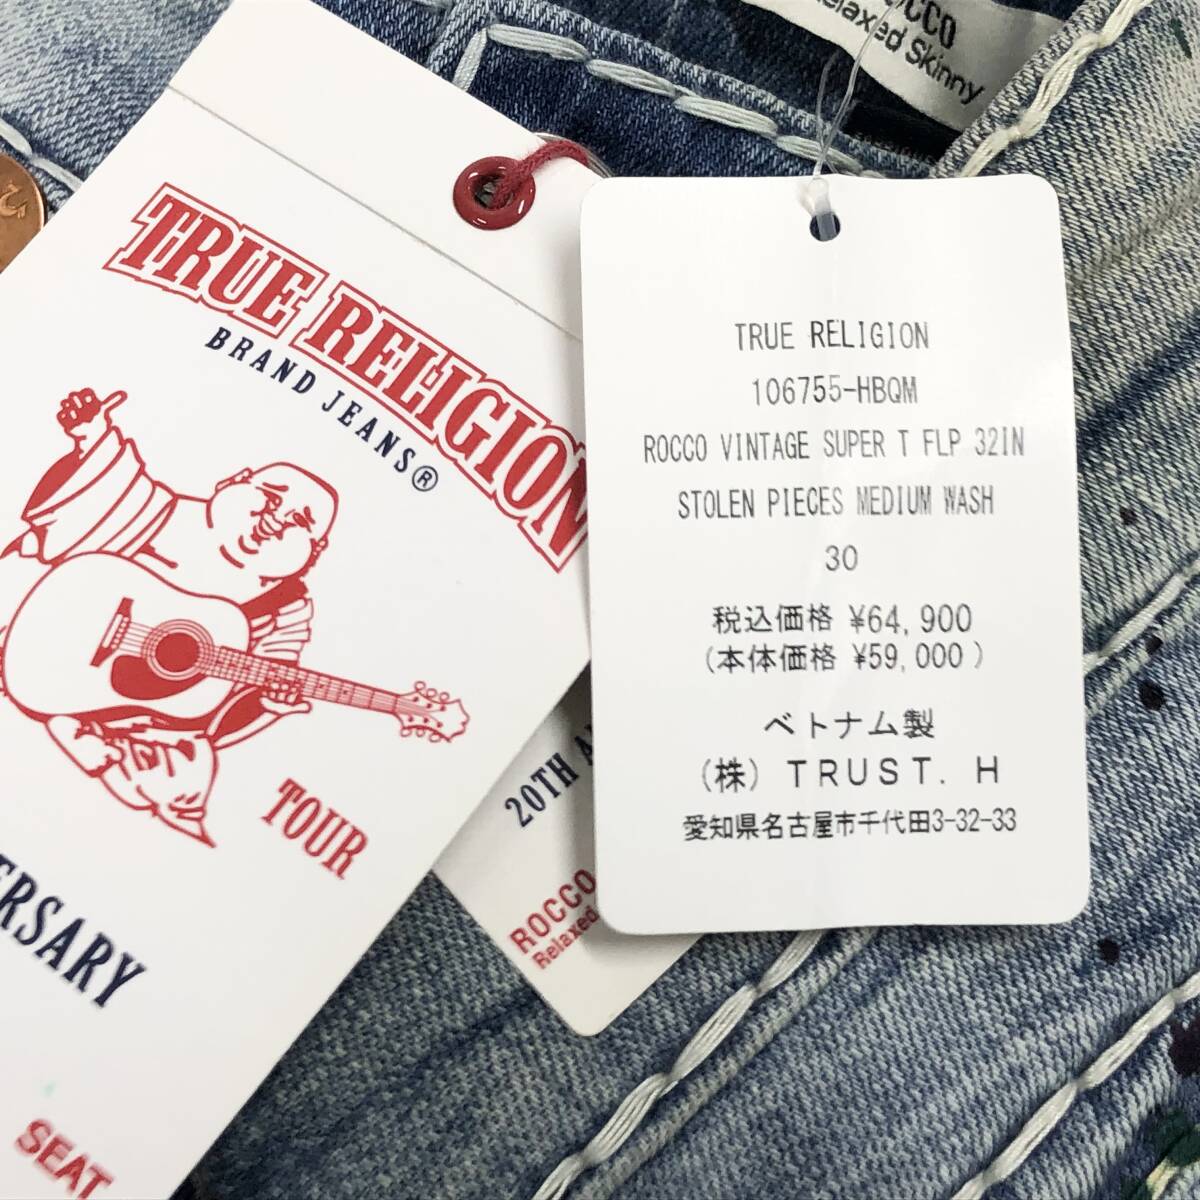 ROCCO
Relaxed Skinny
TRUE RELIGION
BRAND JEANS®
TOUR
SEAT
20TH
ROCCO
Relaxed
TRUE RELIGION
106755-HBQM
ROCCO VINTAGE SUPER T FLP 32IN
STOLEN PIECES MEDIUM WASH
30
税込価格 ¥64,900
(本体価格 ¥59,000 )
ベトナム製
(株) TRUST. H
愛知県名古屋市千代田3-32-33